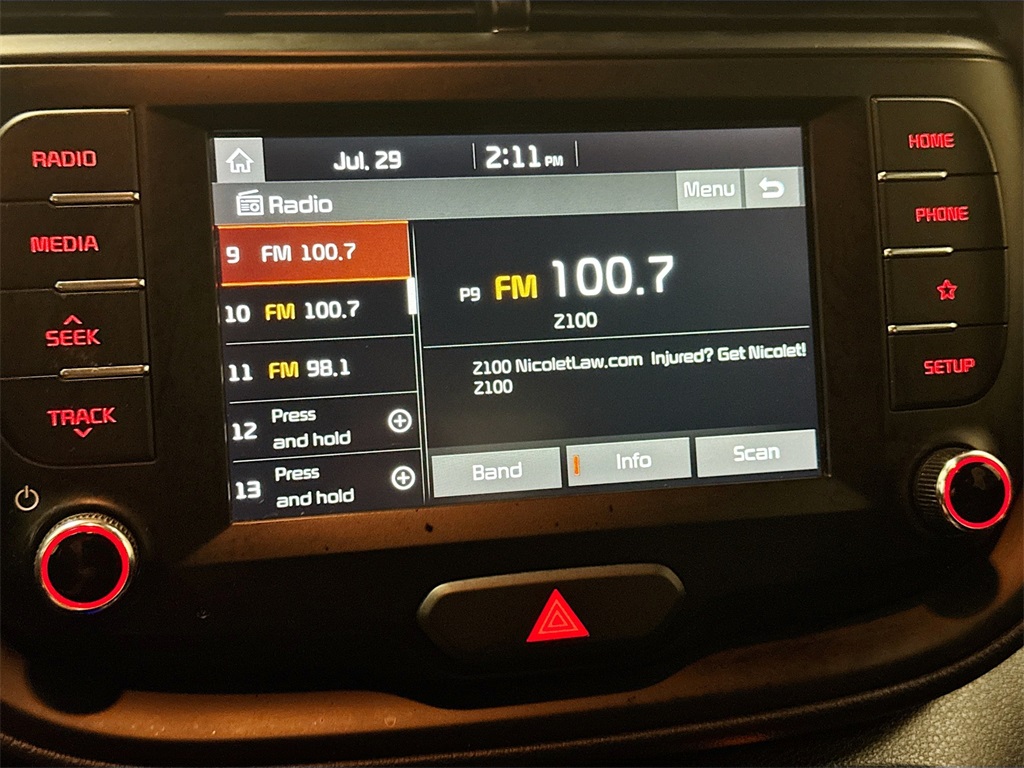 RADIO
MEDIA
SEEK
TRACK
Jul. 29
2:11 PM
Radio
Menu
9 FM 100.7
10 FM 100.7
11 FM 98.1
12 Press
and hold
13 Press
and hold
P9 FM 100.7
Z100
Z100 NicoletLaw.com Injured? Get Nicolet!
Z100
Band
Info
Scan
HOME
PHONE
SETUP